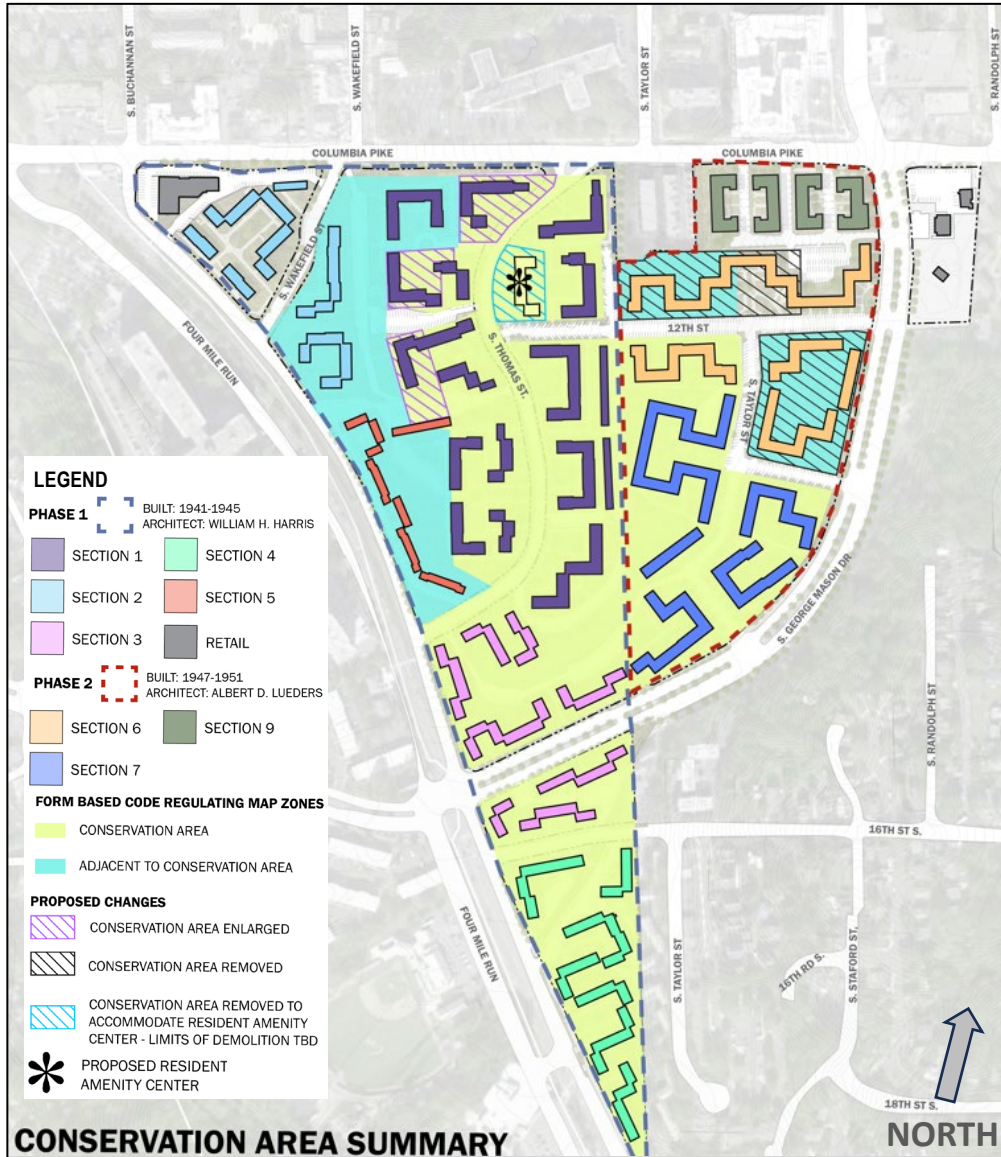 S. BUCHANNAN ST
S. WAKEFIELD ST
S. TAYLOR ST
S. RANDOLPH ST
COLUMBIA PIKE
COLUMBIA PIKE
S. WAKEFIELD ST
FOUR MILE RUN
S. THOMAS ST.
12TH ST
S. TAYLOR ST
S. GEORGE MASON DR
S. RANDOLPH ST
LEGEND
PHASE 1
BUILT: 1941-1945
ARCHITECT: WILLIAM H. HARRIS
SECTION 1
SECTION 4
SECTION 2
SECTION 5
SECTION 3
RETAIL
PHASE 2
BUILT: 1947-1951
ARCHITECT: ALBERT D. LUEDERS
SECTION 6
SECTION 9
SECTION 7
FORM BASED CODE REGULATING MAP ZONES
CONSERVATION AREA
ADJACENT TO CONSERVATION AREA
PROPOSED CHANGES
CONSERVATION AREA ENLARGED
CONSERVATION AREA REMOVED
CONSERVATION AREA REMOVED TO
ACCOMMODATE RESIDENT AMENITY
CENTER - LIMITS OF DEMOLITION TBD
PROPOSED RESIDENT
AMENITY CENTER
16TH ST S.
FOUR MILE RUN
S. TAYLOR ST
16TH RD S.
S. STAFORD ST,
18TH ST S.
CONSERVATION AREA SUMMARY
NORTH